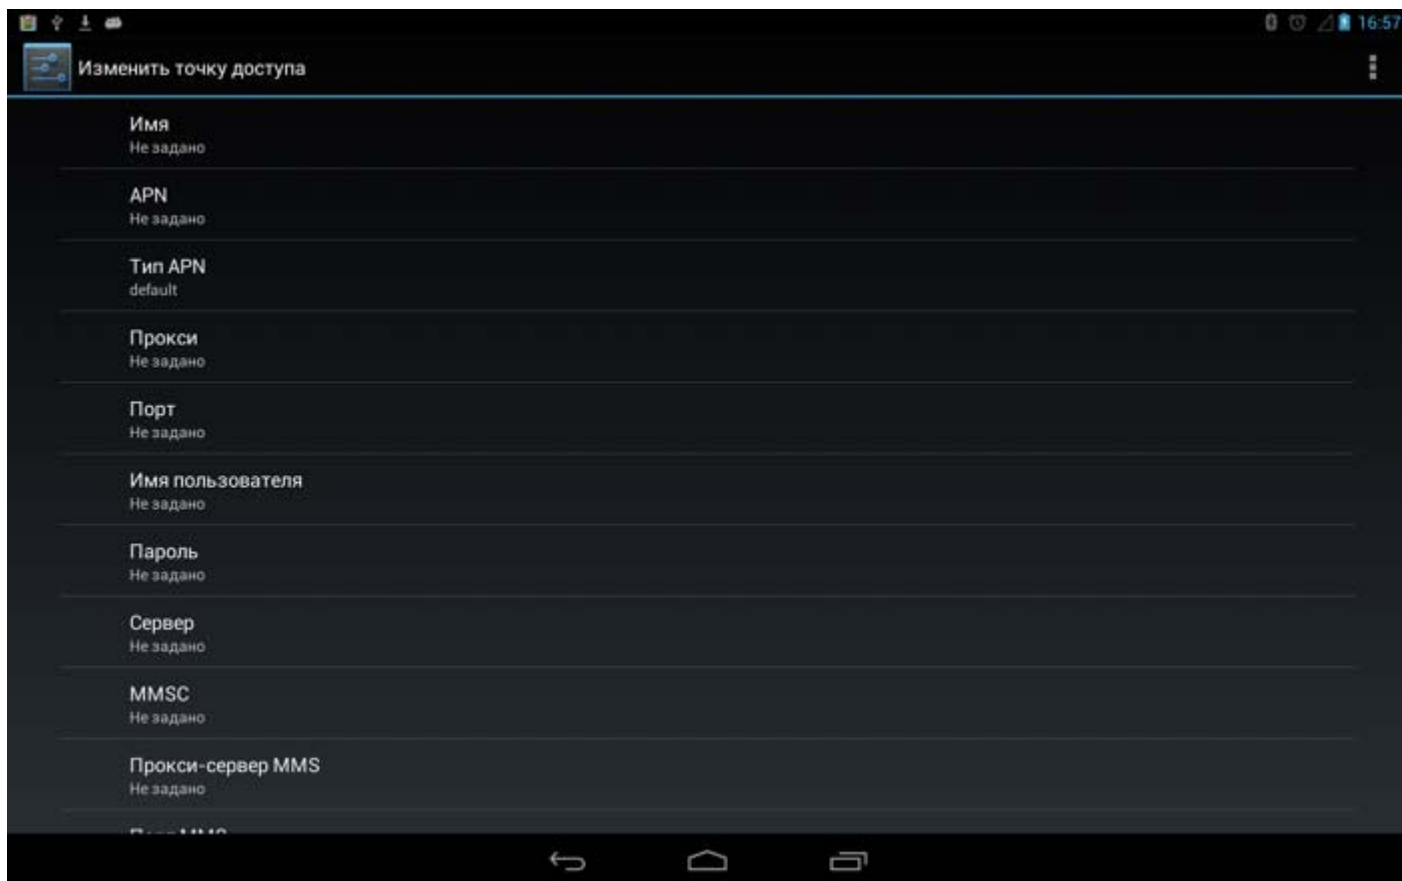 16:57
Изменить точку доступа
Имя
Не задано
APN
Не задано
Тип APN
default
Прокси
Не задано
Порт
Не задано
Имя пользователя
Не задано
Пароль
Не задано
Сервер
Не задано
MMSC
Не задано
Прокси-сервер MMS
Не задано